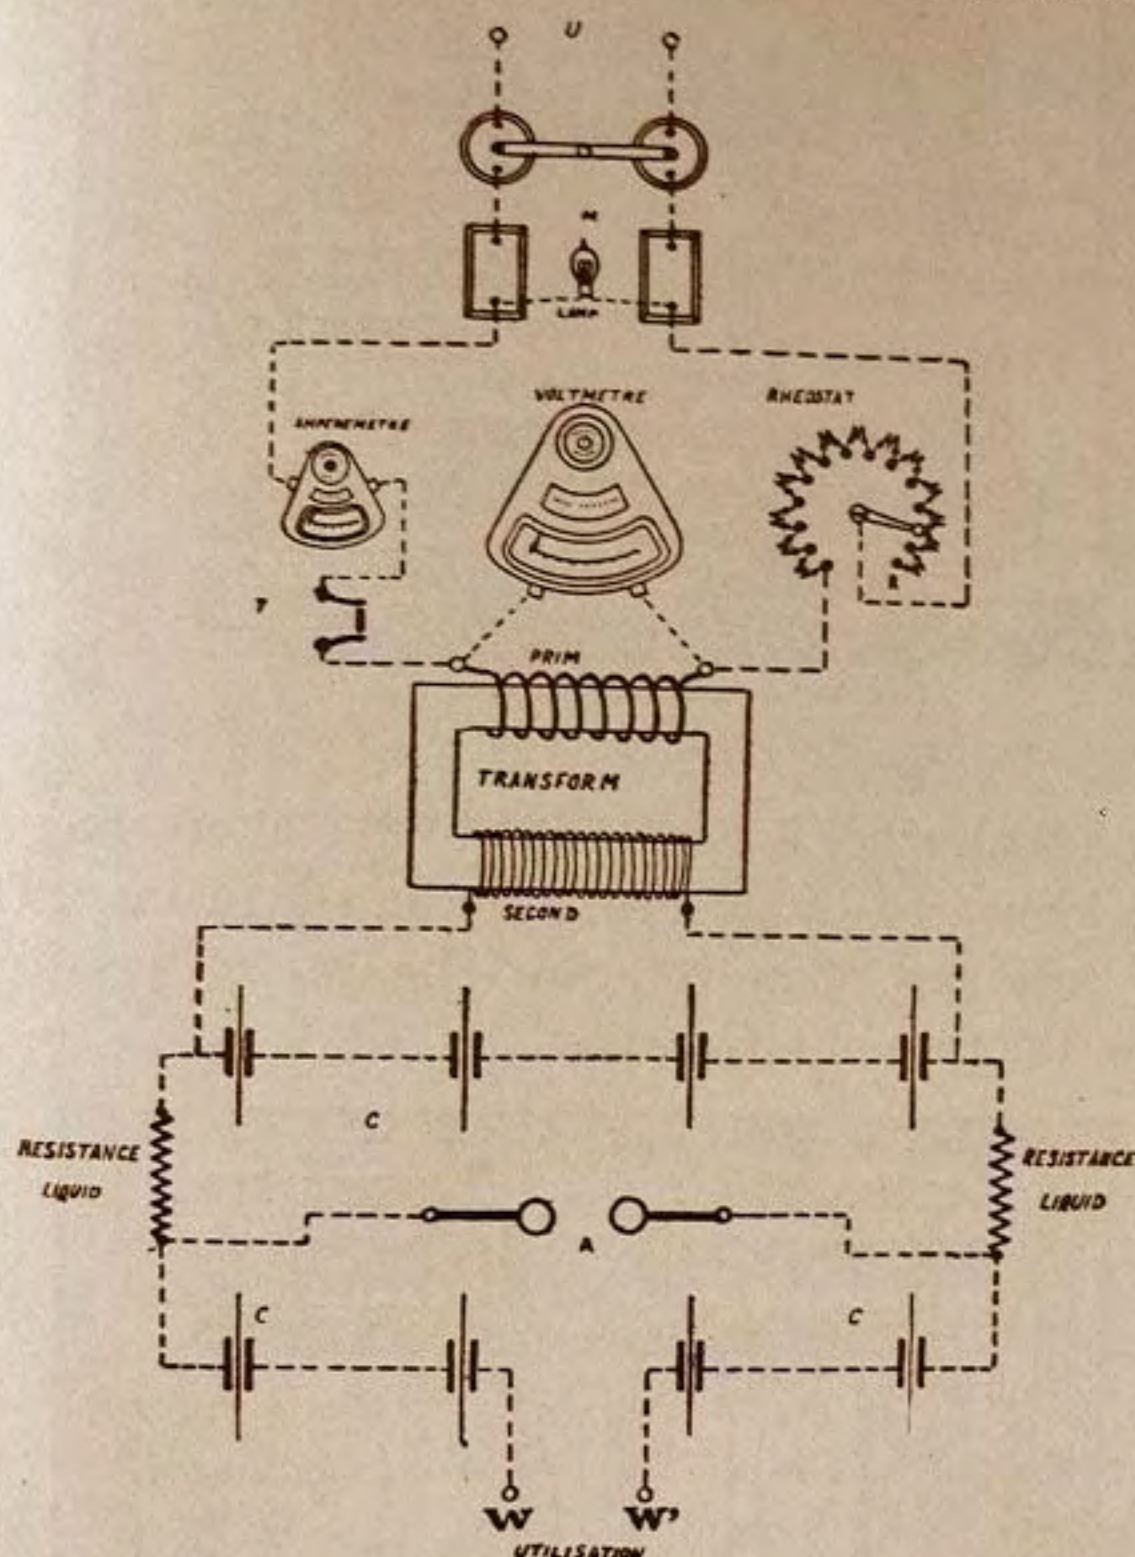 U
M
LAMP
VOLTMETRE
RHEOSTAT
AMPEREMETRE
R
T
PRIM
TRANSFORM
SECOND
C
RESISTANCE
LIQUID
RESISTANCE
LIQUID
A
C
C
W W'
UTILISATION